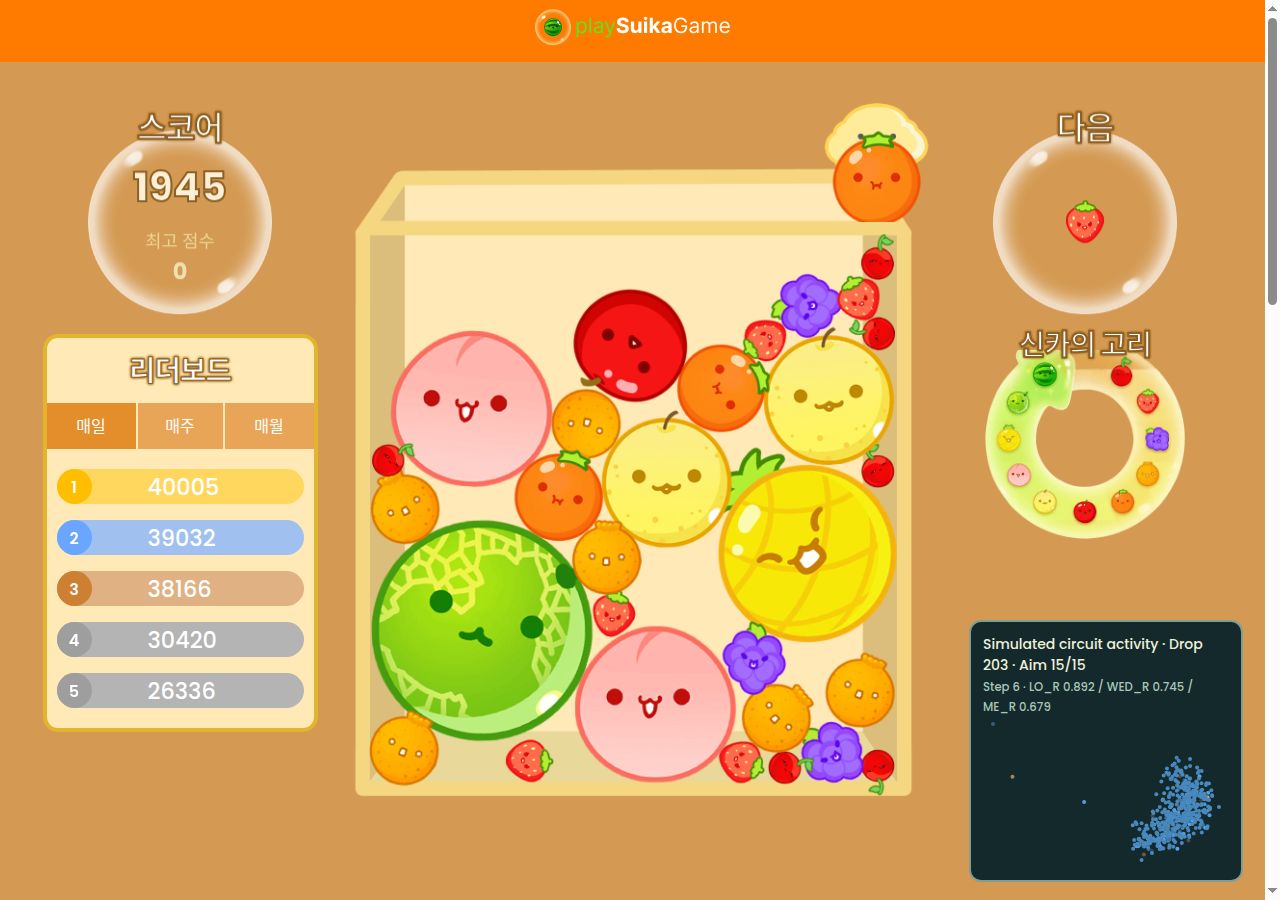 playSuikaGame
스코어
1945
최고 점수
0
다음
신카의 고리
리더보드
매일 매주 매월
1 40005
2 39032
3 38166
4 30420
5 26336
Simulated circuit activity · Drop
203 · Aim 15/15
Step 6 · LO_R 0.892 / WED_R 0.745 /
ME_R 0.679